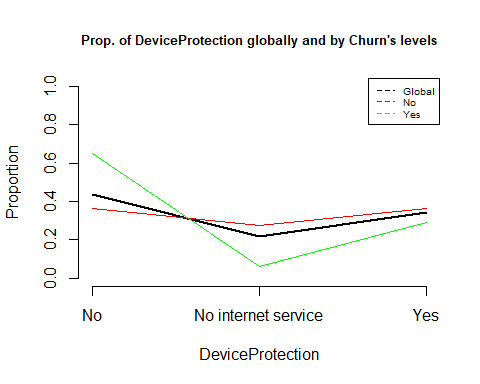 Prop. of DeviceProtection globally and by Churn's levels
Global
No
Yes
Proportion
1.0
0.8
0.6
0.4
0.2
0.0
No
No internet service
Yes
DeviceProtection